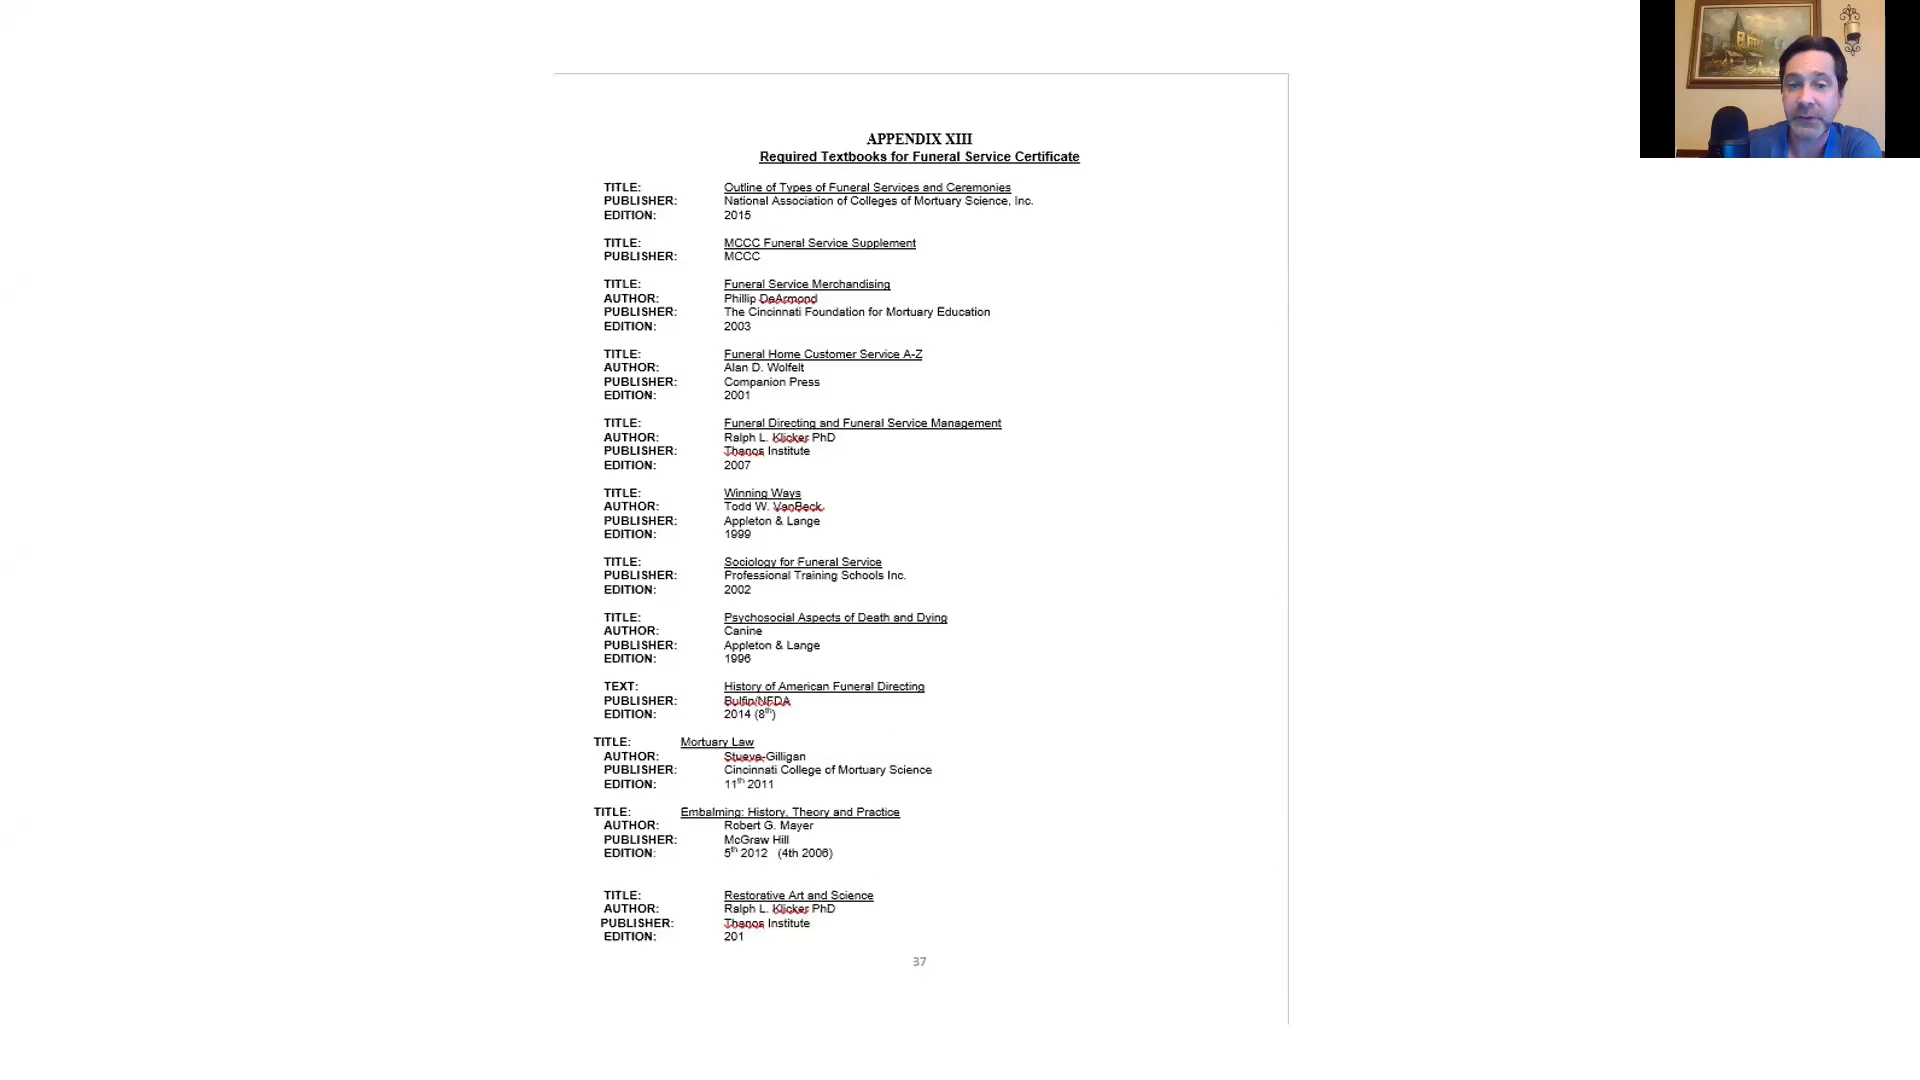 APPENDIX XIII
Required Textbooks for Funeral Service Certificate
TITLE: Outline of Types of Funeral Services and Ceremonies
PUBLISHER: National Association of Colleges of Mortuary Science, Inc.
EDITION: 2015
TITLE: MCCC Funeral Service Supplement
PUBLISHER: MCCC
TITLE: Funeral Service Merchandising
AUTHOR: Phillip DeArmond
PUBLISHER: The Cincinnati Foundation for Mortuary Education
EDITION: 2003
TITLE: Funeral Home Customer Service A-Z
AUTHOR: Alan D. Wolfelt
PUBLISHER: Companion Press
EDITION: 2001
TITLE: Funeral Directing and Funeral Service Management
AUTHOR: Ralph L. Klicker PhD
PUBLISHER: Thanos Institute
EDITION: 2007
TITLE: Winning Ways
AUTHOR: Todd W. VanBeck
PUBLISHER: Appleton & Lange
EDITION: 1999
TITLE: Sociology for Funeral Service
PUBLISHER: Professional Training Schools Inc.
EDITION: 2002
TITLE: Psychosocial Aspects of Death and Dying
AUTHOR: Canine
PUBLISHER: Appleton & Lange
EDITION: 1996
TEXT: History of American Funeral Directing
PUBLISHER: Bulfin/NFDA
EDITION: 2014 (8th)
TITLE: Mortuary Law
AUTHOR: Stueve-Gilligan
PUBLISHER: Cincinnati College of Mortuary Science
EDITION: 11th 2011
TITLE: Embalming: History, Theory and Practice
AUTHOR: Robert G. Mayer
PUBLISHER: McGraw Hill
EDITION: 5th 2012 (4th 2006)
TITLE: Restorative Art and Science
AUTHOR: Ralph L. Klicker PhD
PUBLISHER: Thanos Institute
EDITION: 201
37